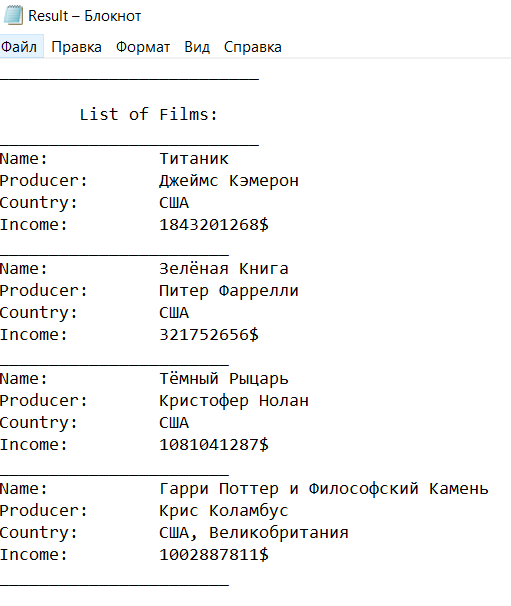 Result – Блокнот
Файл Правка Формат Вид Справка
__________________________
List of Films:
__________________________
Name: Титаник
Producer: Джеймс Кэмерон
Country: США
Income: 1843201268$
_______________________
Name: Зелёная Книга
Producer: Питер Фаррелли
Country: США
Income: 321752656$
_______________________
Name: Тёмный Рыцарь
Producer: Кристофер Нолан
Country: США
Income: 1081041287$
_______________________
Name: Гарри Поттер и Философский Камень
Producer: Крис Коламбус
Country: США, Великобритания
Income: 1002887811$
_______________________